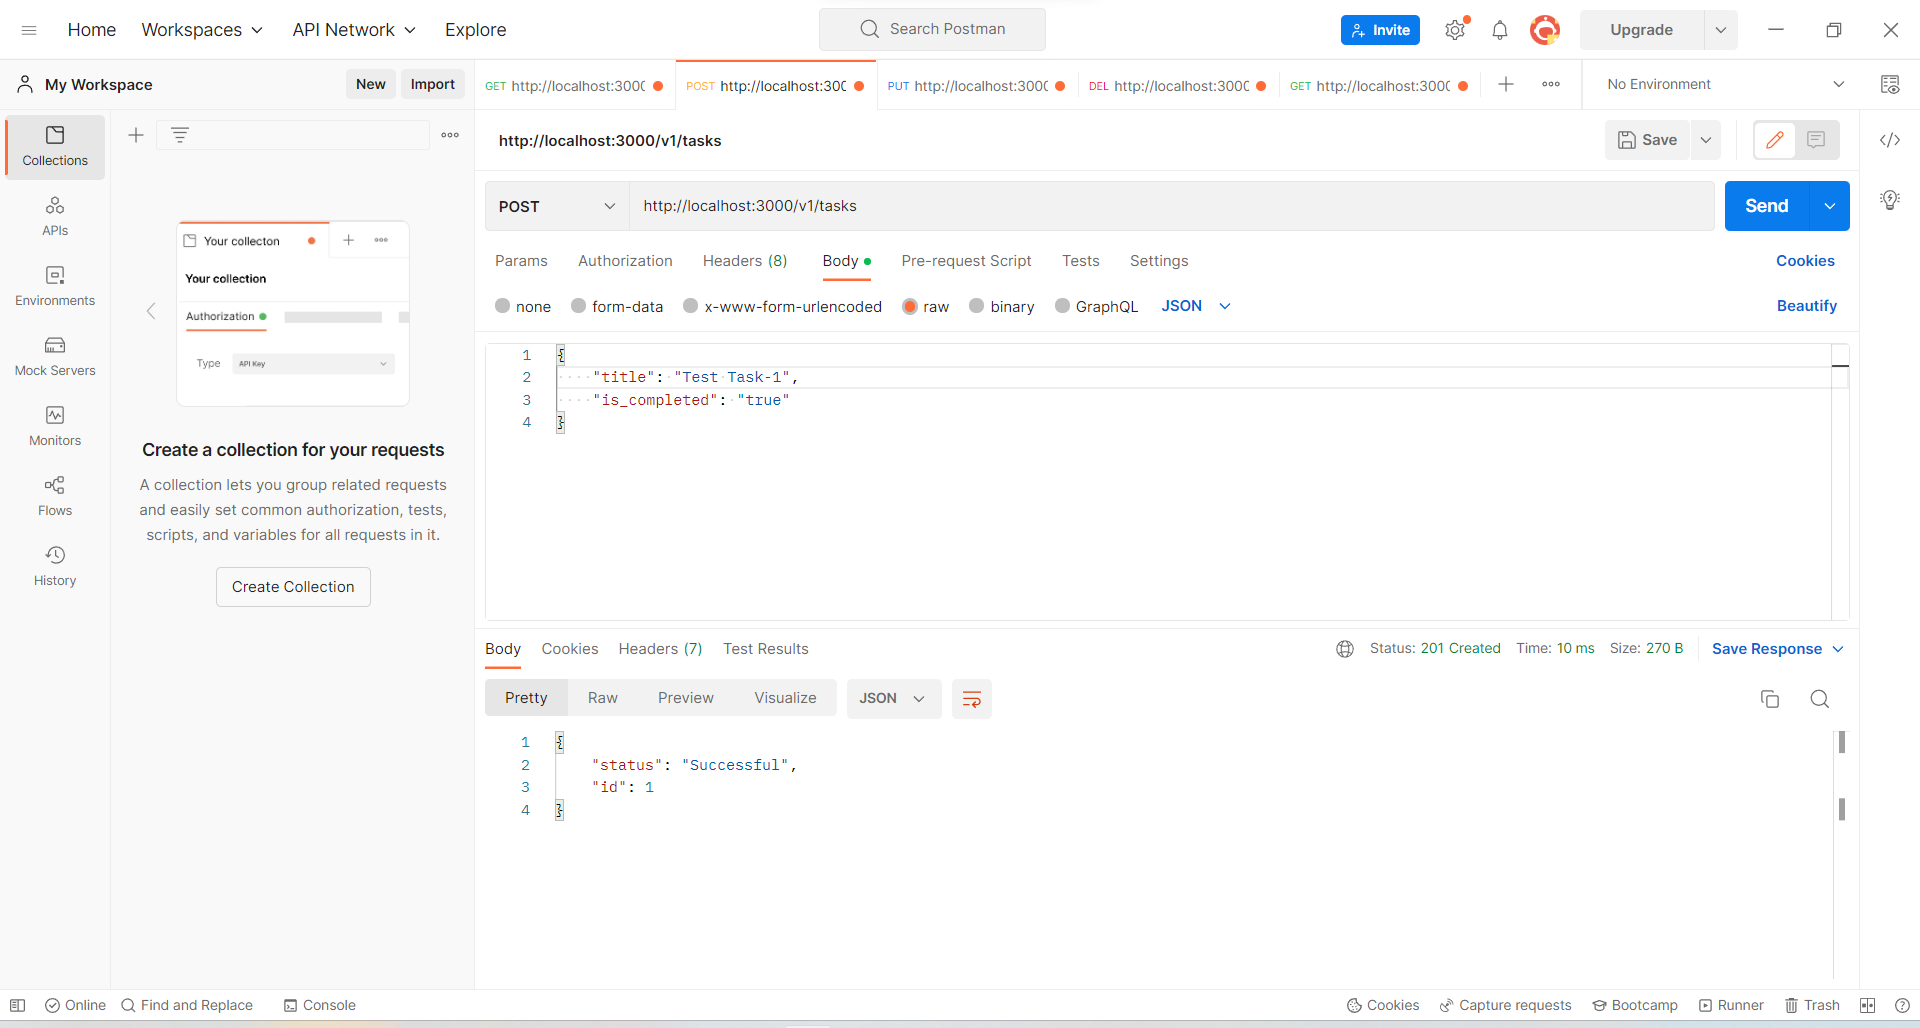 Home Workspaces API Network Explore Search Postman Invite Upgrade
My Workspace New Import GET http://localhost:300( POST http://localhost:300 PUT http://localhost:300( DEL http://localhost:300( GET http://localhost:300( No Environment
Collections
APIs
Environments
Mock Servers
Monitors
Flows
History
Your collecton
Your collection
Authorization
Type API Key
Create a collection for your requests
A collection lets you group related requests
and easily set common authorization, tests,
scripts, and variables for all requests in it.
Create Collection
http://localhost:3000/v1/tasks Save
POST http://localhost:3000/v1/tasks Send
Params Authorization Headers (8) Body Pre-request Script Tests Settings Cookies
none form-data x-www-form-urlencoded raw binary GraphQL JSON Beautify
1 {
2 "title": "Test Task-1",
3 "is_completed": "true"
4 }
Body Cookies Headers (7) Test Results Status: 201 Created Time: 10 ms Size: 270 B Save Response
Pretty Raw Preview Visualize JSON
1 {
2 "status": "Successful",
3 "id": 1
4 }
Online Find and Replace Console Cookies Capture requests Bootcamp Runner Trash